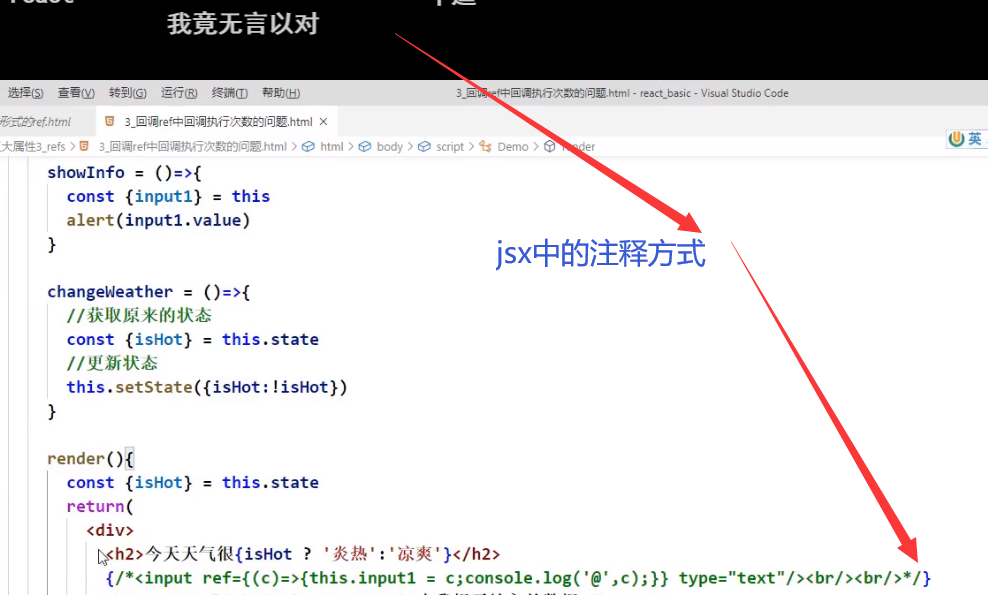 我竟无言以对
选择(S) 查看(V) 转到(G) 运行(R) 终端(T) 帮助(H) 3_回调ref中回调执行次数的问题.html - react_basic - Visual Studio Code
形式的ref.html 3_回调ref中回调执行次数的问题.html ×
大属性3_refs > 3_回调ref中回调执行次数的问题.html > html > body > script > Demo > render
英
showInfo = ()=>{
const {input1} = this
alert(input1.value)
}
jsx中的注释方式
changeWeather = ()=>{
//获取原来的状态
const {isHot} = this.state
//更新状态
this.setState({isHot:!isHot})
}
render(){
const {isHot} = this.state
return(
<div>
<h2>今天天气很{isHot ? '炎热':'凉爽'}</h2>
{/*<input ref={(c)=>{this.input1 = c;console.log('@',c);}} type="text"/><br/><br/>*/}